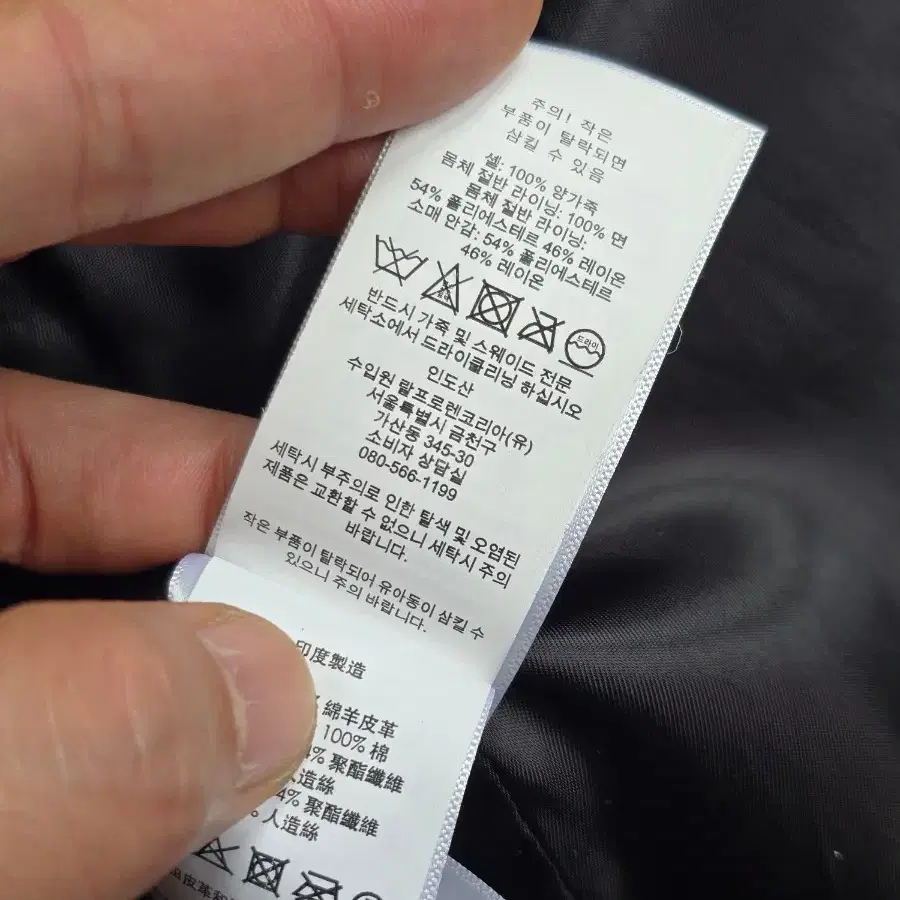 주의! 작은
부품이 탈락되면
삼킬 수 있음
셸: 100% 양가죽
몸체 절반 라이닝: 100% 면
몸체 절반 라이닝:
54% 폴리에스테르 46% 레이온
소매 안감: 54% 폴리에스테르
46% 레이온
드라이
반드시 가죽 및 스웨이드 전문
세탁소에서 드라이클리닝 하십시오
인도산
수입원 랄프로렌코리아(유)
서울특별시 금천구
가산동 345-30
소비자 상담실
080-566-1199
세탁시 부주의로 인한 탈색 및 오염된
제품은 교환할 수 없으니 세탁시 주의
바랍니다.
작은 부품이 탈락되어 유아동이 삼킬 수
있으니 주의 바랍니다.
印度製造
綿羊皮革
100% 棉
4% 聚酯纖維
人造絲
4% 聚酯纖維
% 人造絲
皮革和